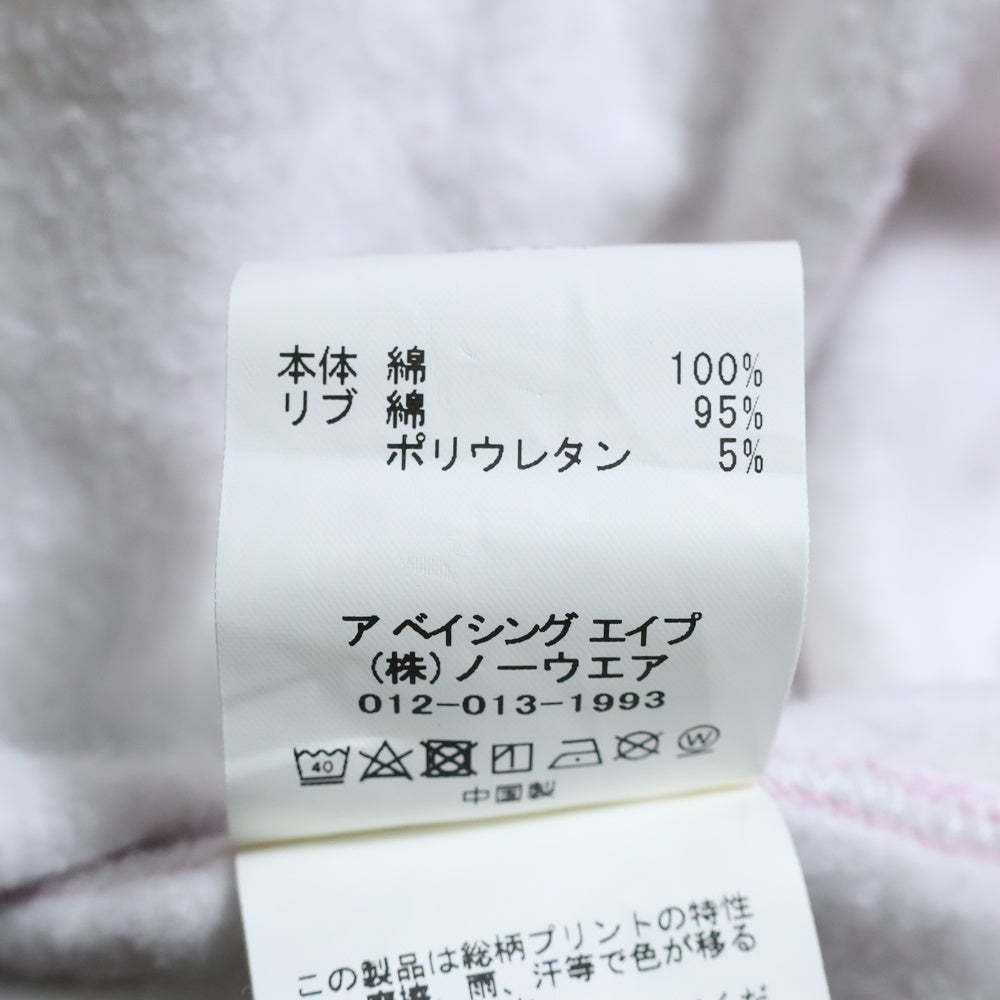 本体 綿 100%
リブ 綿 95%
ポリウレタン 5%
ア ベイシング エイプ
(株)ノーウエア
012-013-1993
40
W
中国製
この製品は総柄プリントの特性
摩擦、雨、汗等で色が移る